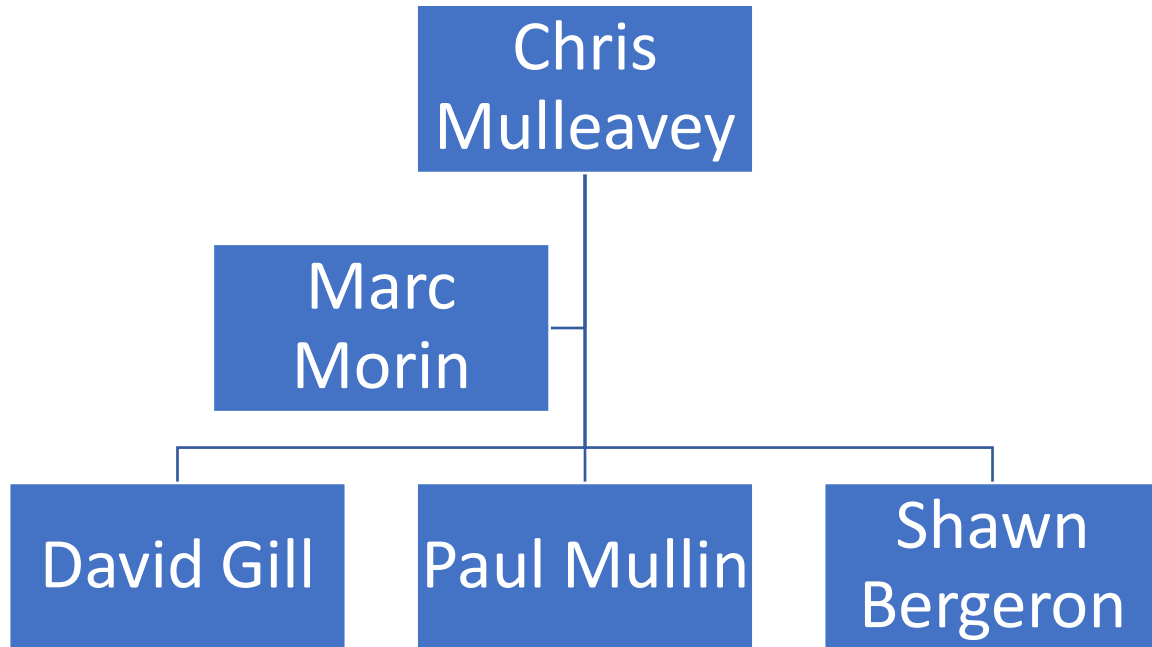 Chris
Mulleavey
Marc
Morin
David Gill
Paul Mullin
Shawn
Bergeron